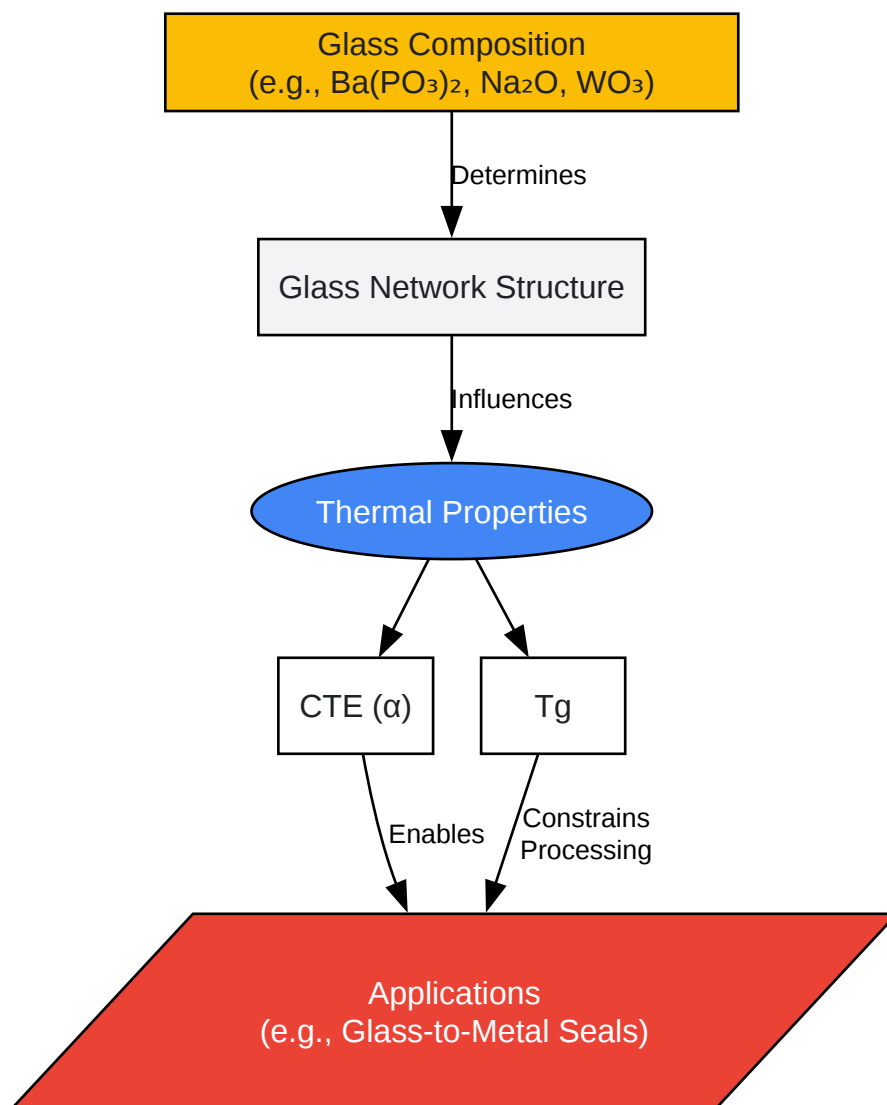 Glass Composition
(e.g., Ba(PO₃)₂, Na₂O, WO₃)
Determines
Glass Network Structure
Influences
Thermal Properties
CTE (α)
Tg
Enables
Constrains
Processing
Applications
(e.g., Glass-to-Metal Seals)